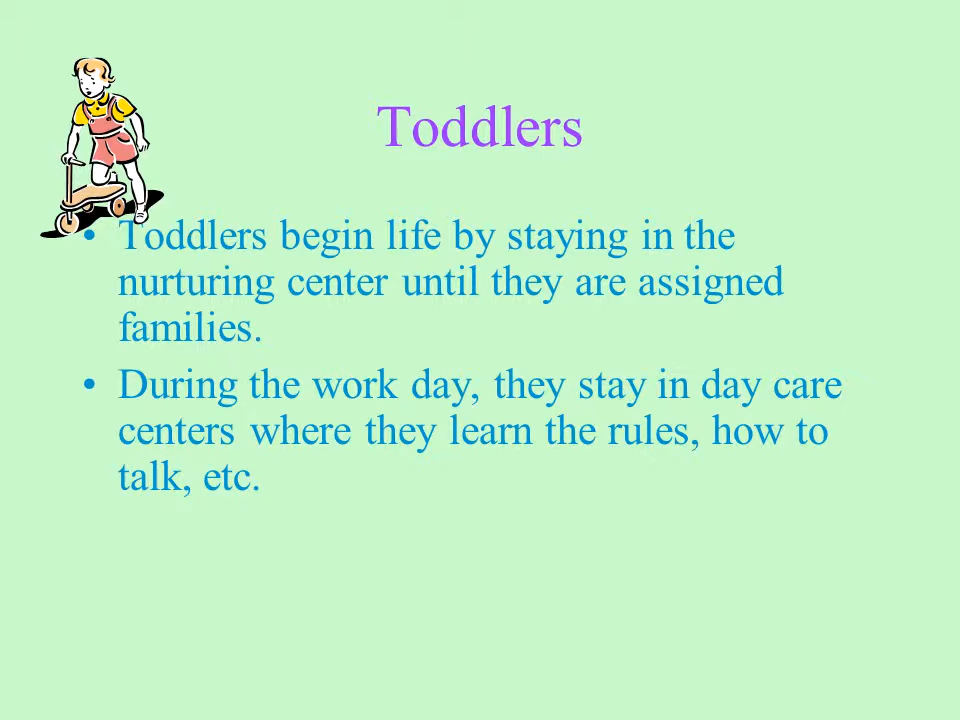 Toddlers
• Toddlers begin life by staying in the
nurturing center until they are assigned
families.
• During the work day, they stay in day care
centers where they learn the rules, how to
talk, etc.